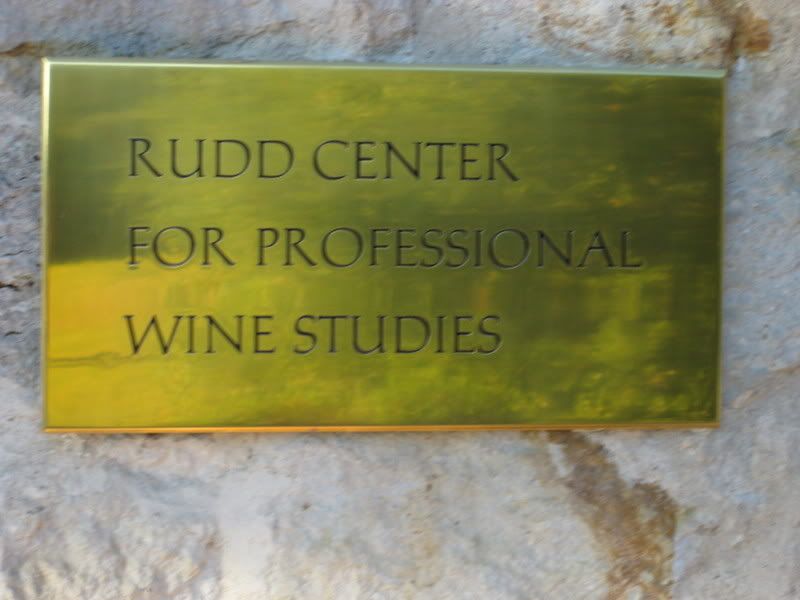 RUDD CENTER
FOR PROFESSIONAL
WINE STUDIES